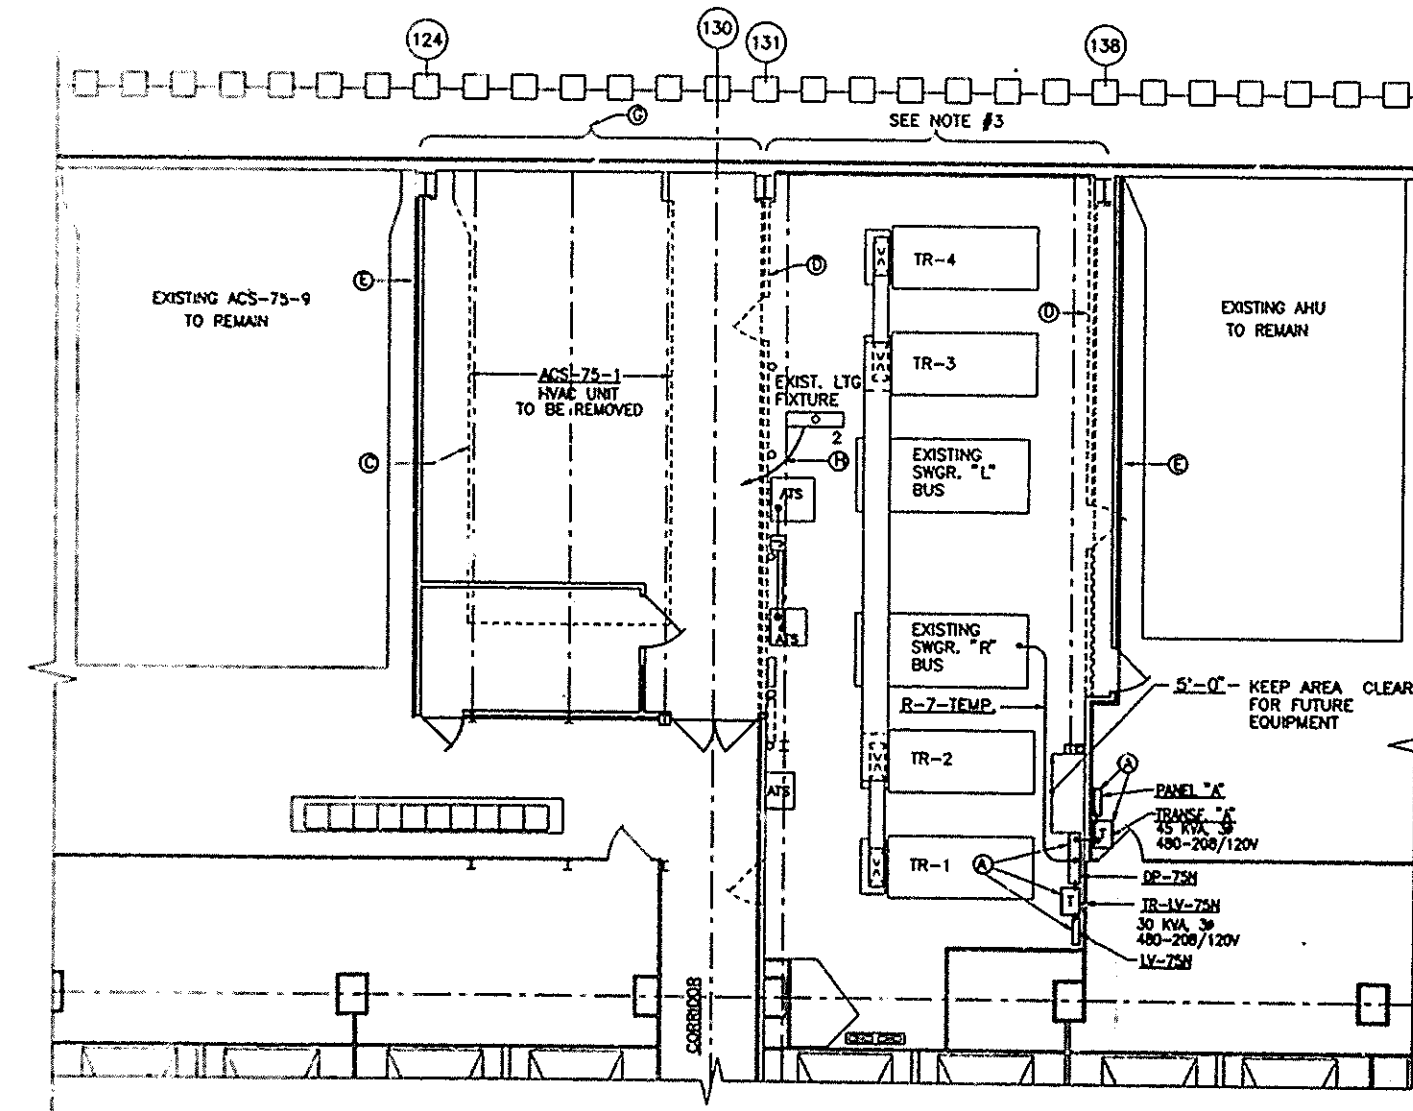 124
130
131
138
G
SEE NOTE #3
TR-4
D
E
EXISTING ACS-75-9
TO REMAIN
EXISTING AHU
TO REMAIN
D
TR-3
ACS-75-1
HVAC UNIT
TO BE REMOVED
EXIST. LTG
FIXTURE
2
C
H
EXISTING
SWGR. "L"
BUS
E
ATS
ATS
EXISTING
SWGR. "R"
BUS
R-7-TEMP.
5'-0"
KEEP AREA CLEAR
FOR FUTURE
EQUIPMENT
TR-2
A
ATS
PANEL "A"
TRANSF. "A"
45 KVA, 3ø
480-208/120V
T
TR-1
A
DP-75N
T
TR-LV-75N
30 KVA, 3ø
480-208/120V
LV-75N
CORRIDOR